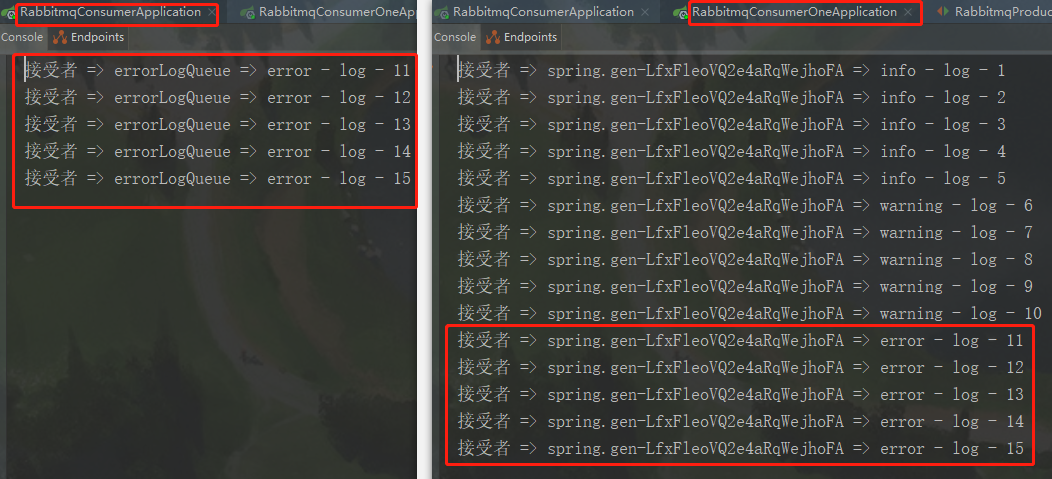 RabbitmqConsumerApplication
RabbitmqConsumerOneApp
Console
Endpoints
接受者 => errorLogQueue => error - log - 11
接受者 => errorLogQueue => error - log - 12
接受者 => errorLogQueue => error - log - 13
接受者 => errorLogQueue => error - log - 14
接受者 => errorLogQueue => error - log - 15
RabbitmqConsumerApplication
RabbitmqConsumerOneApplication
RabbitmqProduc
Console
Endpoints
接受者 => spring.gen-LfxFleoVQ2e4aRqWejhoFA => info - log - 1
接受者 => spring.gen-LfxFleoVQ2e4aRqWejhoFA => info - log - 2
接受者 => spring.gen-LfxFleoVQ2e4aRqWejhoFA => info - log - 3
接受者 => spring.gen-LfxFleoVQ2e4aRqWejhoFA => info - log - 4
接受者 => spring.gen-LfxFleoVQ2e4aRqWejhoFA => info - log - 5
接受者 => spring.gen-LfxFleoVQ2e4aRqWejhoFA => warning - log - 6
接受者 => spring.gen-LfxFleoVQ2e4aRqWejhoFA => warning - log - 7
接受者 => spring.gen-LfxFleoVQ2e4aRqWejhoFA => warning - log - 8
接受者 => spring.gen-LfxFleoVQ2e4aRqWejhoFA => warning - log - 9
接受者 => spring.gen-LfxFleoVQ2e4aRqWejhoFA => warning - log - 10
接受者 => spring.gen-LfxFleoVQ2e4aRqWejhoFA => error - log - 11
接受者 => spring.gen-LfxFleoVQ2e4aRqWejhoFA => error - log - 12
接受者 => spring.gen-LfxFleoVQ2e4aRqWejhoFA => error - log - 13
接受者 => spring.gen-LfxFleoVQ2e4aRqWejhoFA => error - log - 14
接受者 => spring.gen-LfxFleoVQ2e4aRqWejhoFA => error - log - 15